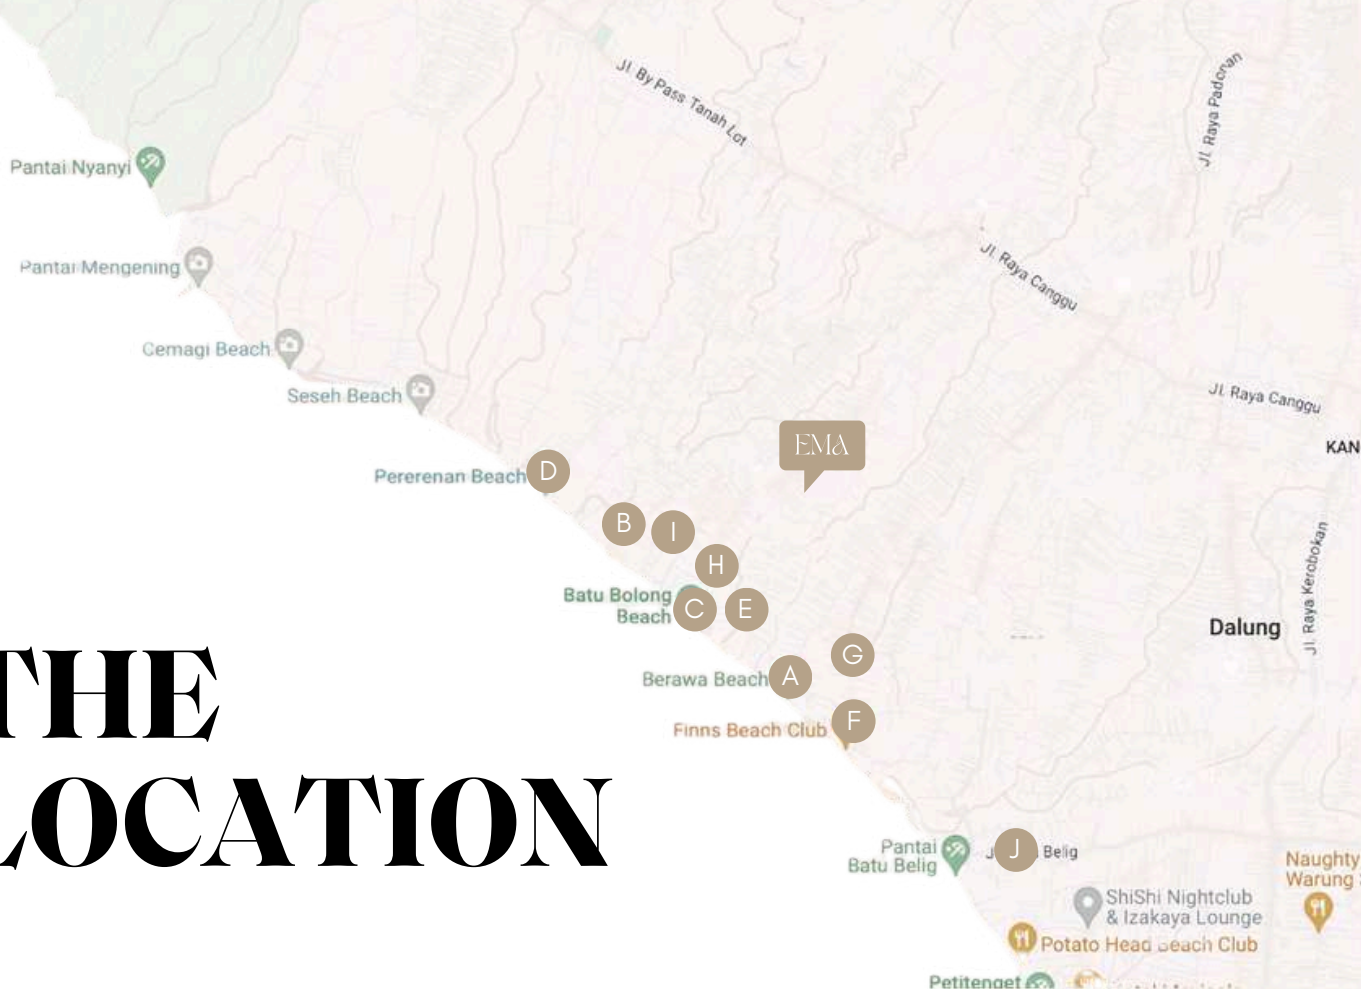 Jl. By Pass Tanah Lot
Jl. Raya Padonan
Pantai Nyanyi
Pantai Mengening
Jl. Raya Canggu
Cemagi Beach
Seseh Beach
Jl. Raya Canggu
EMA
KAN
Pererenan Beach
D
B
I
H
Jl. Raya Kerobokan
Batu Bolong
Beach
C
E
Dalung
G
Berawa Beach
A
F
Finns Beach Club
THE
LOCATION
Pantai
Batu Belig
J
Belig
Naughty
Warung
ShiShi Nightclub
& Izakaya Lounge
Potato Head Beach Club
Petitenget